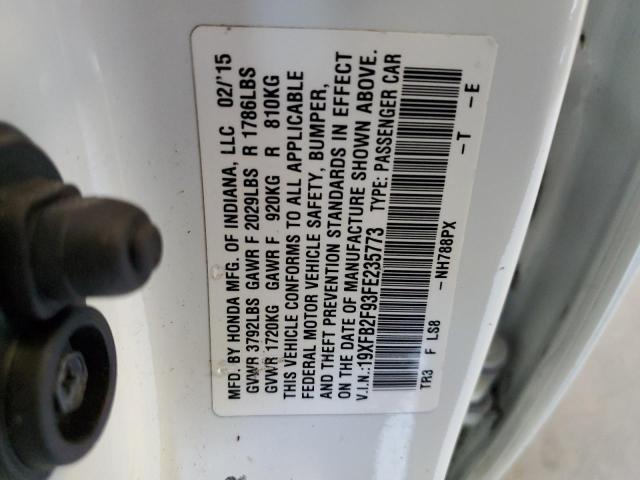 MFD. BY HONDA MFG. OF INDIANA, LLC 02/'15
GVWR 3792LBS GAWR F 2029LBS R 1786LBS
GVWR 1720KG GAWR F 920KG R 810KG
THIS VEHICLE CONFORMS TO ALL APPLICABLE
FEDERAL MOTOR VEHICLE SAFETY, BUMPER,
AND THEFT PREVENTION STANDARDS IN EFFECT
ON THE DATE OF MANUFACTURE SHOWN ABOVE.
V.I.N.:19XFB2F93FE235773 TYPE: PASSENGER CAR
TR3 F LS8 -NH788PX -T -E